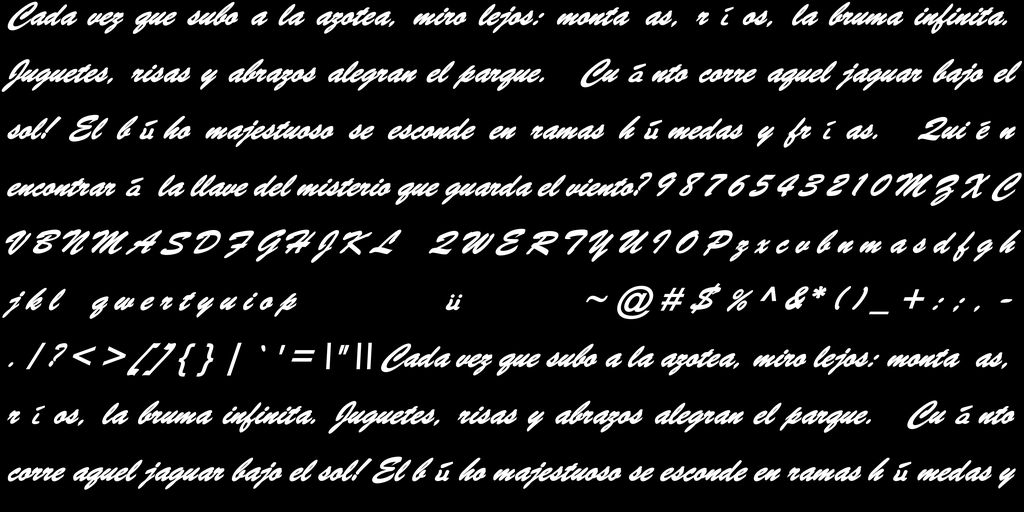 Cada vez que subo a la azotea, miro lejos: monta as, r í os, la bruma infinita.
Juguetes, risas y abrazos alegran el parque. Cu á nto corre aquel jaguar bajo el
sol! El b ú ho majestuoso se esconde en ramas h ú medas y fr í as. Qui é n
encontrar á la llave del misterio que guarda el viento? 9 8 7 6 5 4 3 2 1 0 M Z X C
V B N M A S D F G H J K L Q W E R T Y U I O P z x c v b n m a s d f g h
j k l q w e r t y u i o p ü ~ @ # $ % ^ & * ( ) _ + : ; , -
. / ? < > [ ] { } | ` ' = \ " \\ Cada vez que subo a la azotea, miro lejos: monta as,
r í os, la bruma infinita. Juguetes, risas y abrazos alegran el parque. Cu á nto
corre aquel jaguar bajo el sol! El b ú ho majestuoso se esconde en ramas h ú medas y